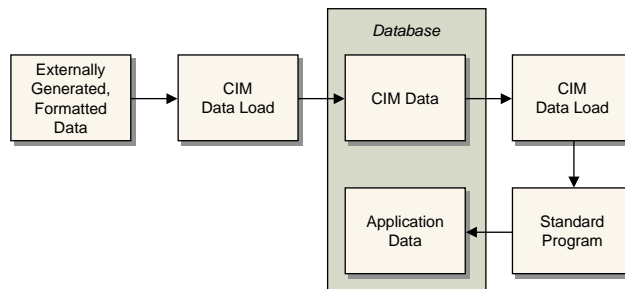 Database
Externally
Generated,
Formatted
Data
CIM
Data Load
CIM Data
CIM
Data Load
Application
Data
Standard
Program